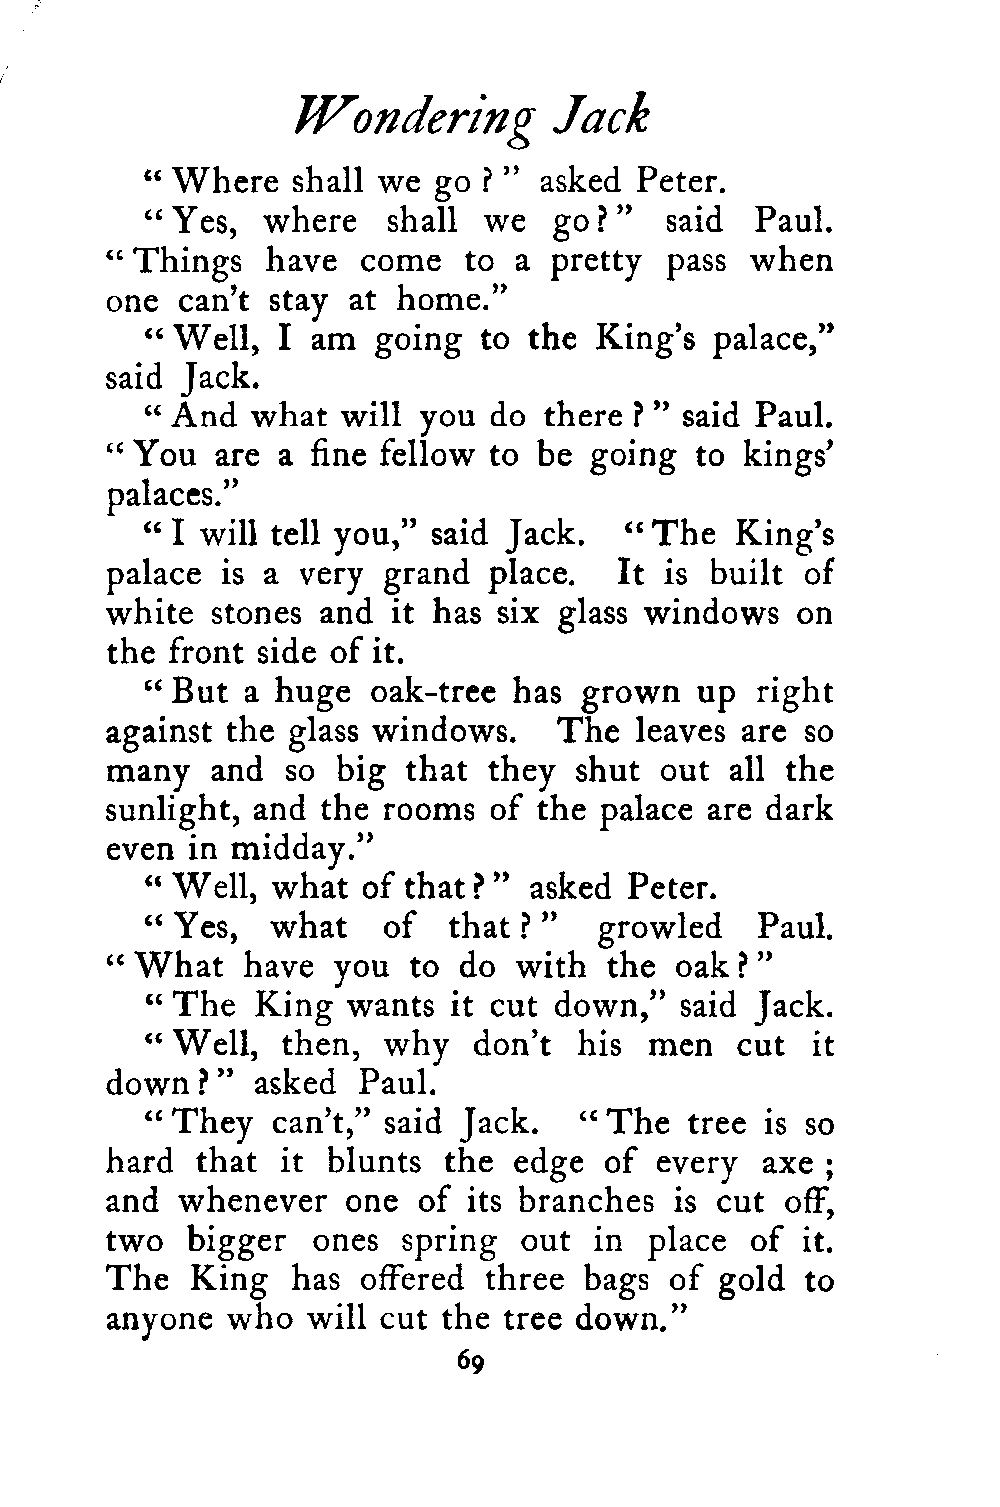 Wondering Jack
“Where shall we go?” asked Peter.
“Yes, where shall we go?” said Paul.
“Things have come to a pretty pass when
one can’t stay at home.”
“Well, I am going to the King’s palace,”
said Jack.
“And what will you do there?” said Paul.
“You are a fine fellow to be going to kings’
palaces.”
“I will tell you,” said Jack. “The King’s
palace is a very grand place. It is built of
white stones and it has six glass windows on
the front side of it.
“But a huge oak-tree has grown up right
against the glass windows. The leaves are so
many and so big that they shut out all the
sunlight, and the rooms of the palace are dark
even in midday.”
“Well, what of that?” asked Peter.
“Yes, what of that?” growled Paul.
“What have you to do with the oak?”
“The King wants it cut down,” said Jack.
“Well, then, why don’t his men cut it
down?” asked Paul.
“They can’t,” said Jack. “The tree is so
hard that it blunts the edge of every axe;
and whenever one of its branches is cut off,
two bigger ones spring out in place of it.
The King has offered three bags of gold to
anyone who will cut the tree down.”
69